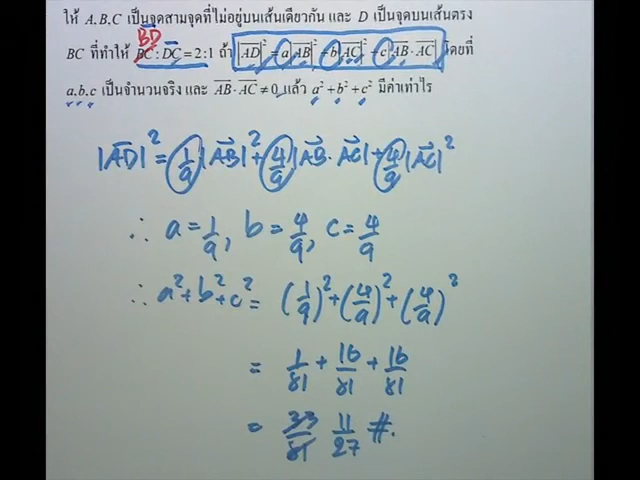 ให้ A,B,C เป็นจุดสามจุดที่ไม่อยู่บนเส้นเดียวกัน และ D เป็นจุดบนเส้นตรง
BD
BC ที่ทำให้ BC : DC = 2:1 ถ้า |AD|² = a|AB|² + b|AC|² + c|AB · AC| โดยที่
a,b,c เป็นจำนวนจริง และ AB · AC ≠ 0 แล้ว a² + b² + c² มีค่าเท่าไร
|AD|² = 1/9|AB|² + 4/9|AB · AC| + 4/9|AC|²
∴ a = 1/9, b = 4/9, c = 4/9
∴ a² + b² + c² = (1/9)² + (4/9)² + (4/9)²
= 1/81 + 16/81 + 16/81
= 33/81 11/27 #.